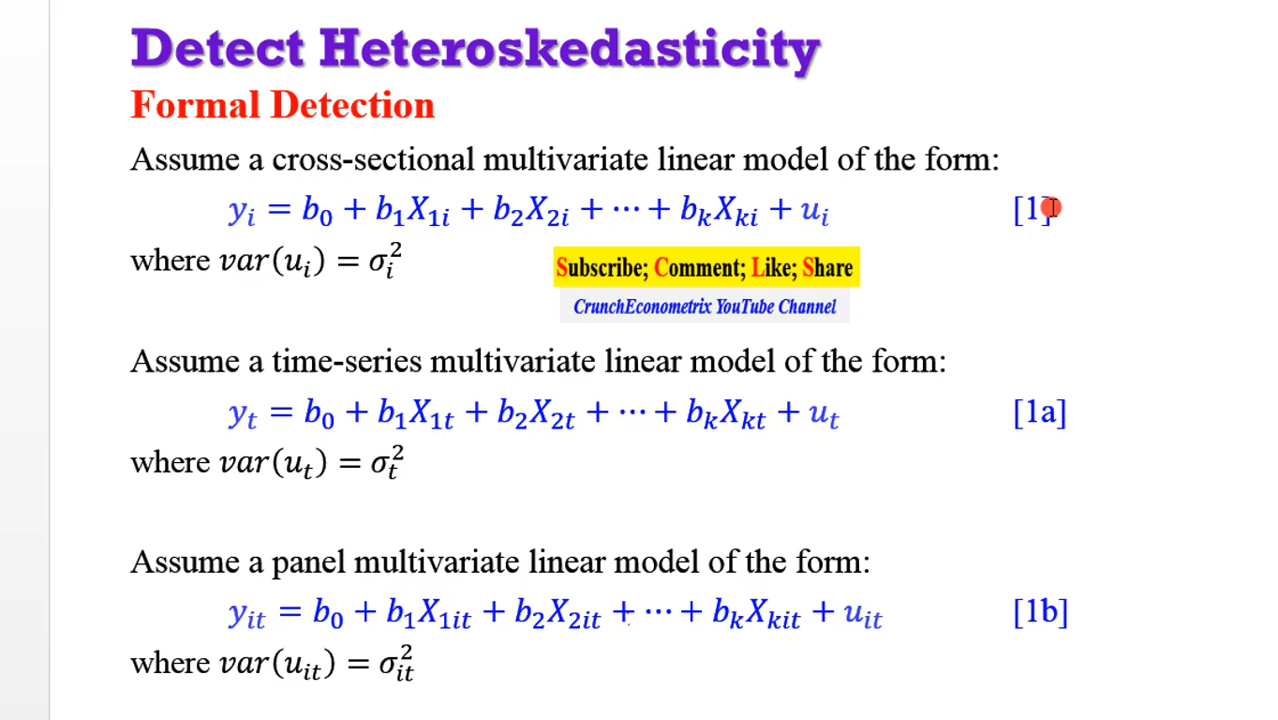 Detect Heteroskedasticity
Formal Detection
Assume a cross-sectional multivariate linear model of the form:
yᵢ = b₀ + b₁X₁ᵢ + b₂X₂ᵢ + ⋯ + bₖXₖᵢ + uᵢ [1]
where var(uᵢ) = σᵢ²
Subscribe; Comment; Like; Share
CrunchEconometrix YouTube Channel
Assume a time-series multivariate linear model of the form:
yₜ = b₀ + b₁X₁ₜ + b₂X₂ₜ + ⋯ + bₖXₖₜ + uₜ [1a]
where var(uₜ) = σₜ²
Assume a panel multivariate linear model of the form:
yᵢₜ = b₀ + b₁X₁ᵢₜ + b₂X₂ᵢₜ + ⋯ + bₖXₖᵢₜ + uᵢₜ [1b]
where var(uᵢₜ) = σᵢₜ²